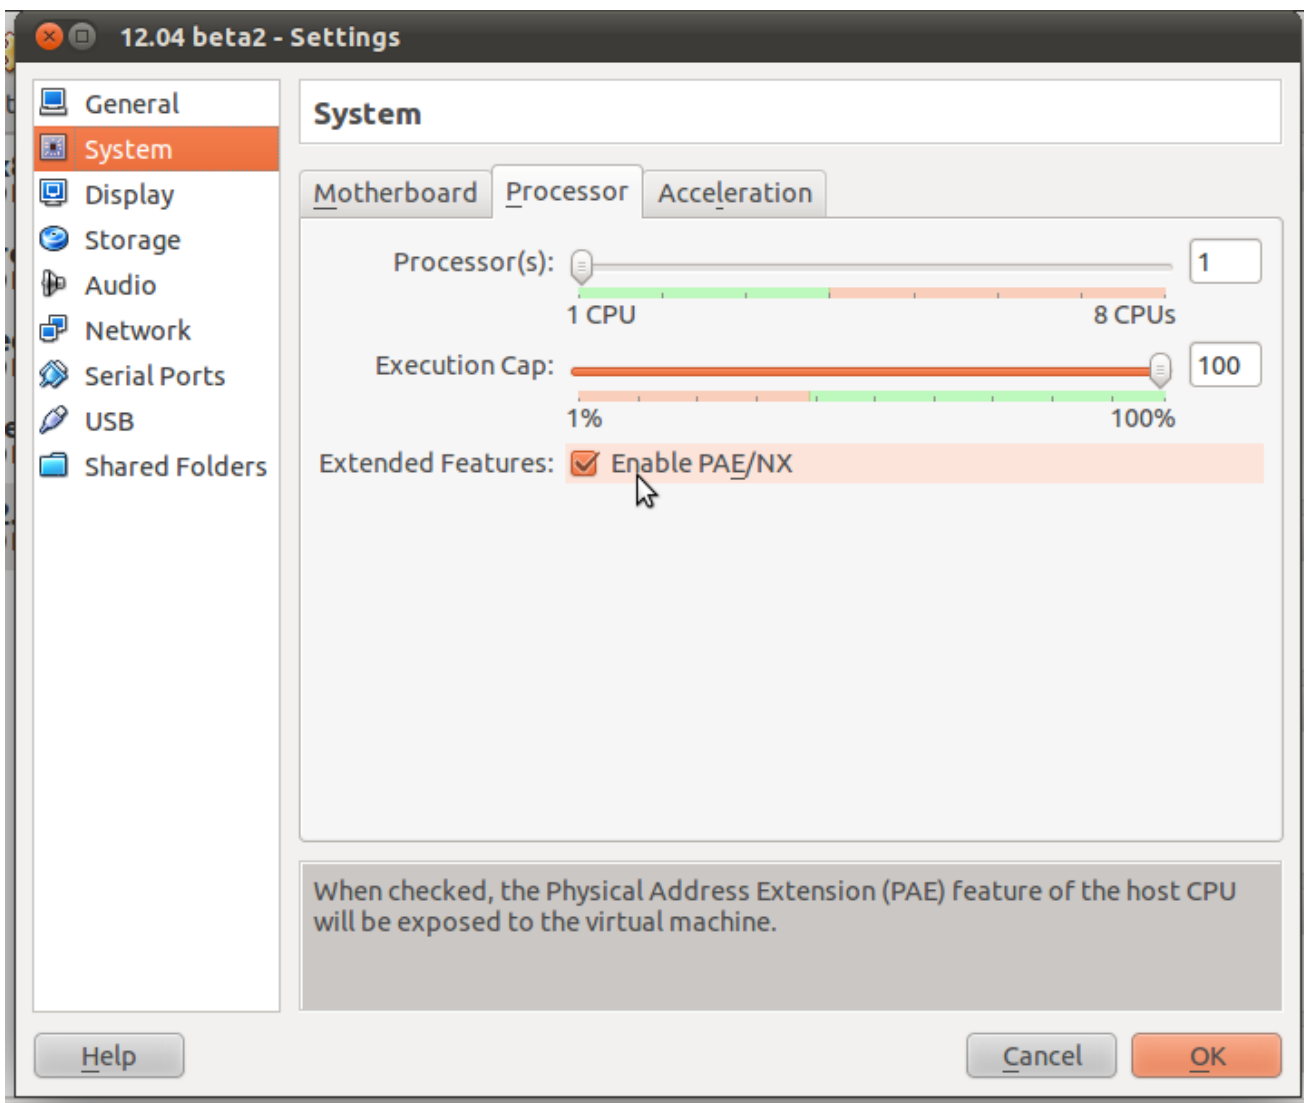 12.04 beta2 - Settings
General
System
Display
Storage
Audio
Network
Serial Ports
USB
Shared Folders
System
Motherboard Processor Acceleration
Processor(s): 1
1 CPU 8 CPUs
Execution Cap: 100
1% 100%
Extended Features: Enable PAE/NX
When checked, the Physical Address Extension (PAE) feature of the host CPU
will be exposed to the virtual machine.
Help Cancel OK